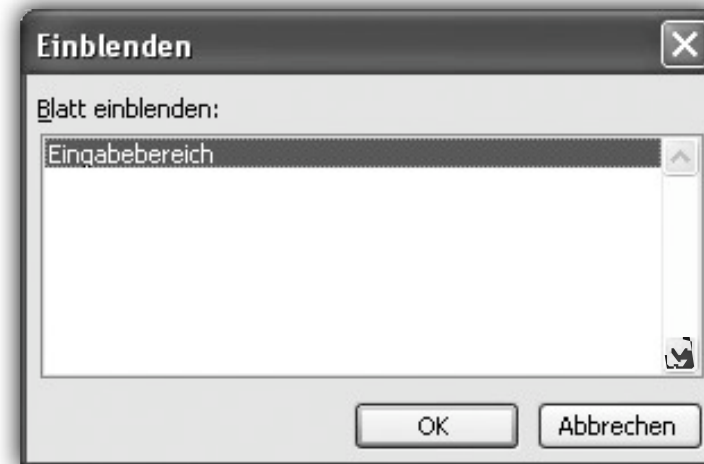 Einblenden
Blatt einblenden:
Eingabebereich
OK
Abbrechen